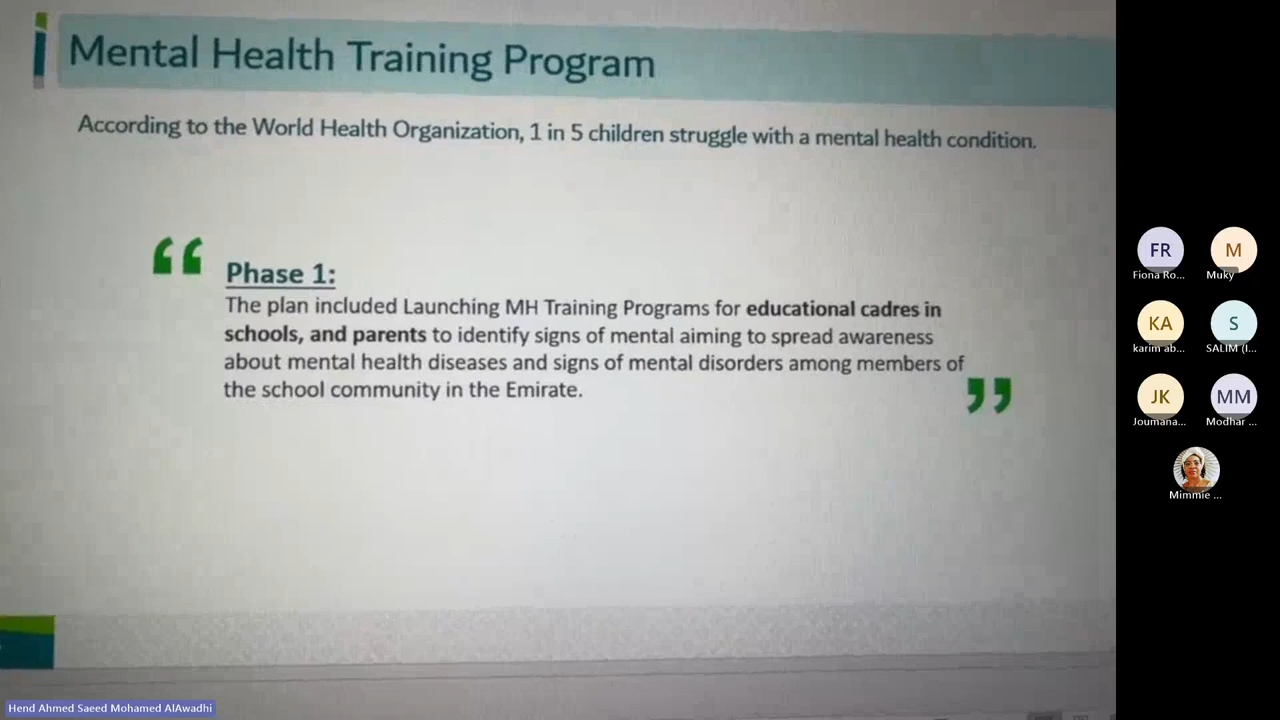 Mental Health Training Program
According to the World Health Organization, 1 in 5 children struggle with a mental health condition.
“
Phase 1:
The plan included Launching MH Training Programs for educational cadres in
schools, and parents to identify signs of mental aiming to spread awareness
about mental health diseases and signs of mental disorders among members of
the school community in the Emirate.
”
FR
Fiona Ro...
M
Muky
KA
karim ab...
S
SALIM (I...
JK
Joumana...
MM
Modhar ...
Mimmie ...
Hend Ahmed Saeed Mohamed AlAwadhi